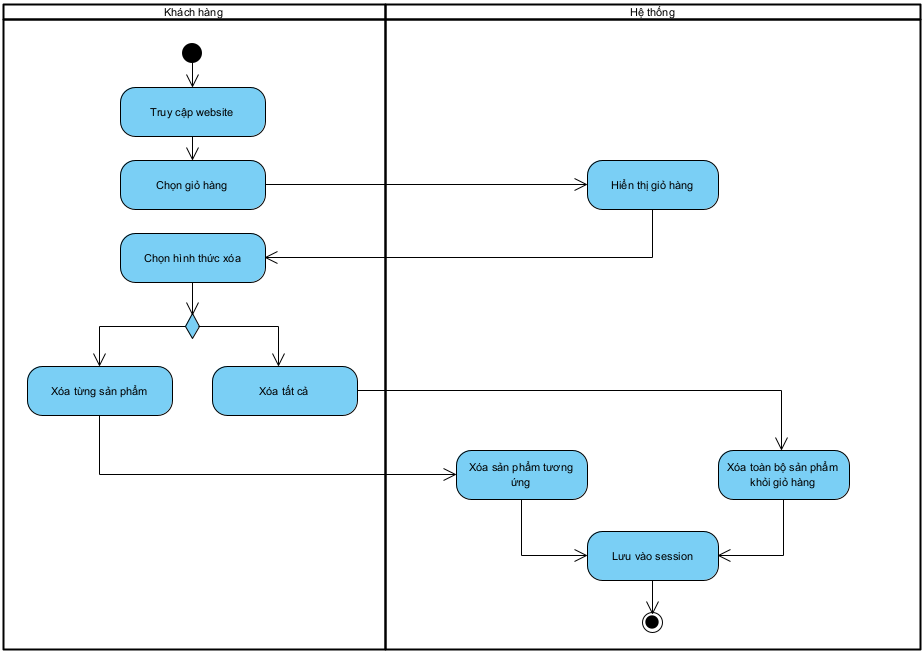 Khách hàng
Hệ thống
Truy cập website
Chọn giỏ hàng
Hiển thị giỏ hàng
Chọn hình thức xóa
Xóa từng sản phẩm
Xóa tất cả
Xóa sản phẩm tương
ứng
Xóa toàn bộ sản phẩm
khỏi giỏ hàng
Lưu vào session